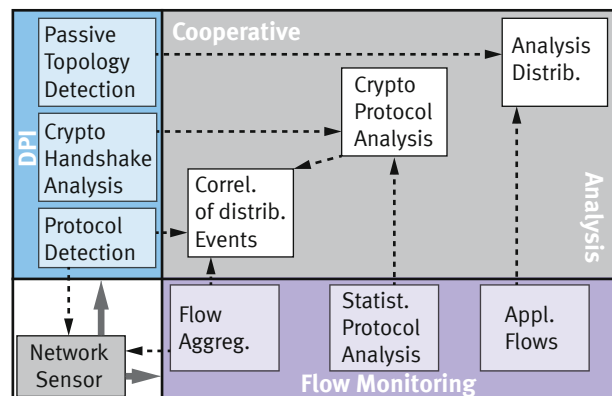 Passive
Topology
Detection
Cooperative
Analysis
Distrib.
Crypto
Protocol
Analysis
DPI
Crypto
Handshake
Analysis
Correl.
of distrib.
Events
Analysis
Protocol
Detection
Flow
Aggreg.
Statist.
Protocol
Analysis
Appl.
Flows
Network
Sensor
Flow Monitoring